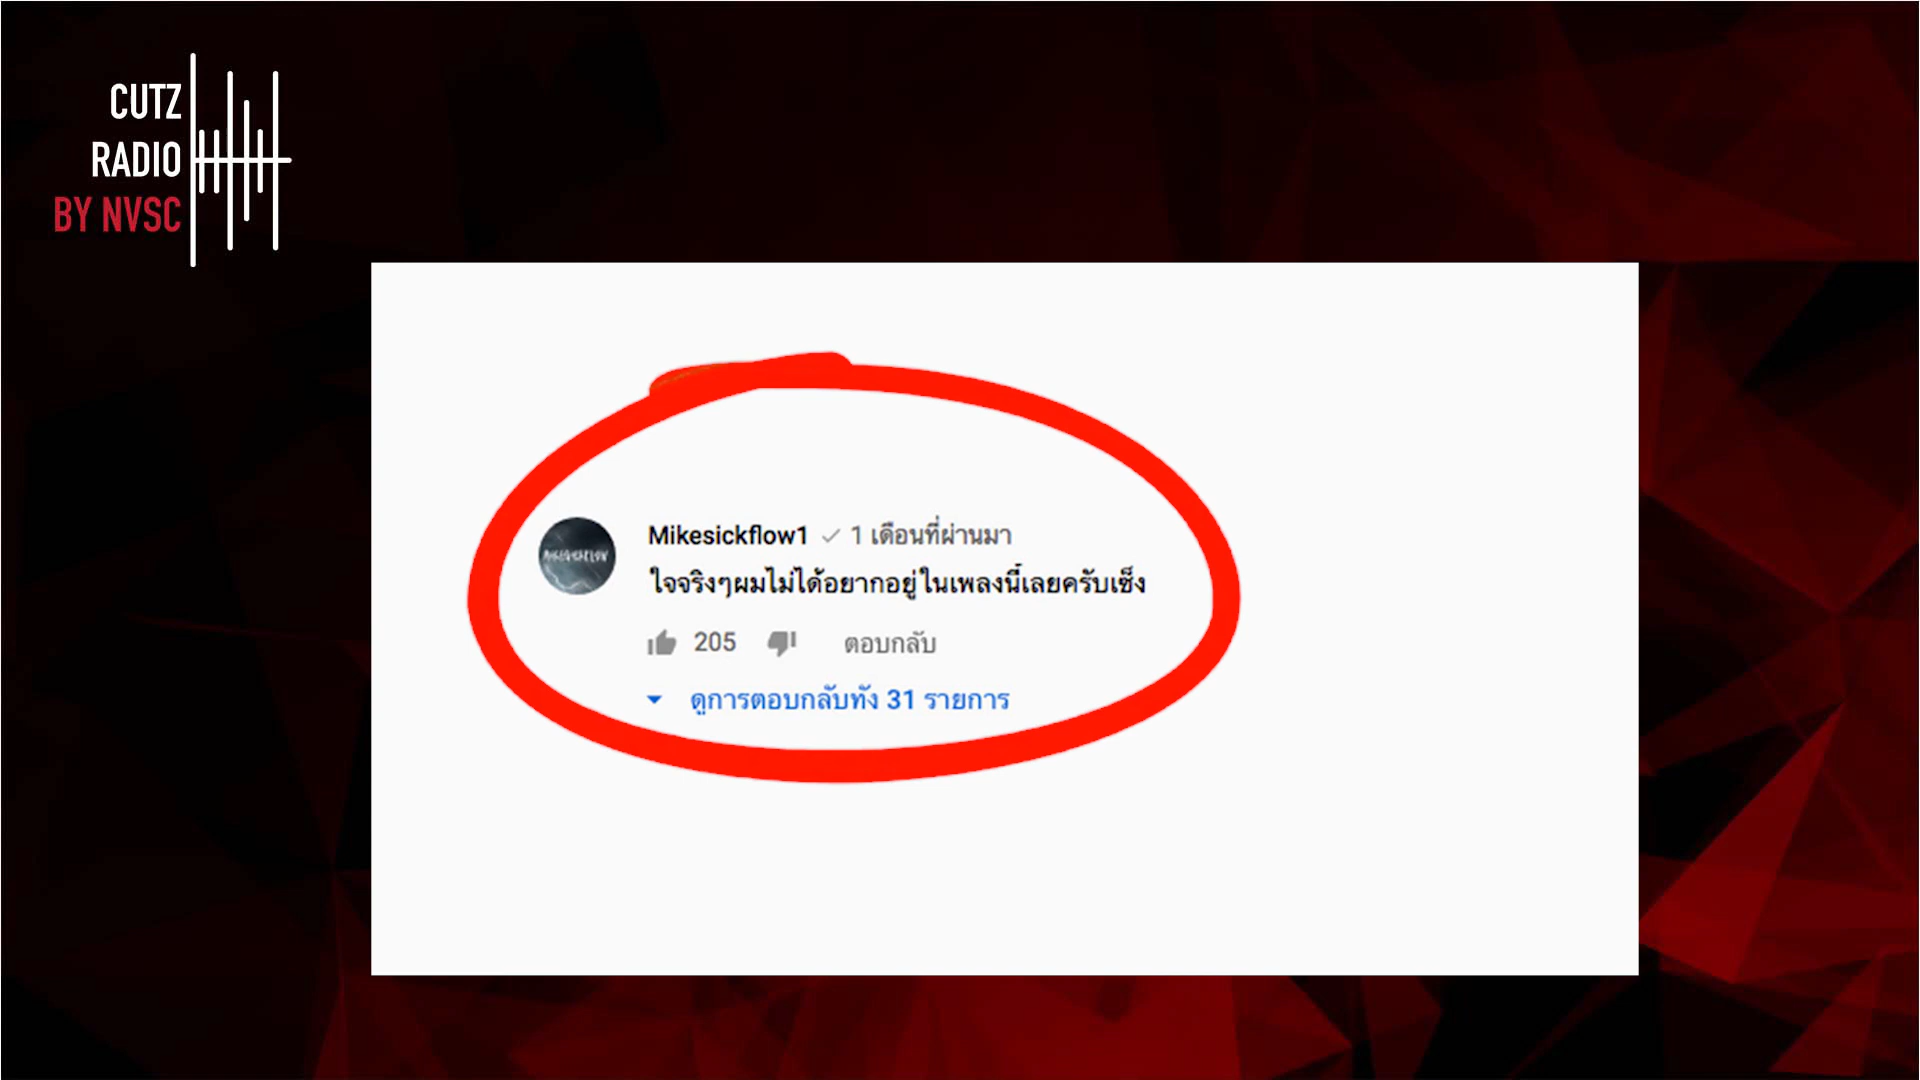 CUTZ
RADIO
BY NVSC
Mikesickflow1 ✓ 1 เดือนที่ผ่านมา
ใจจริงๆผมไม่ได้อยากอยู่ในเพลงนี้เลยครับเซ็ง
205 ตอบกลับ
ดูการตอบกลับทั้ง 31 รายการ